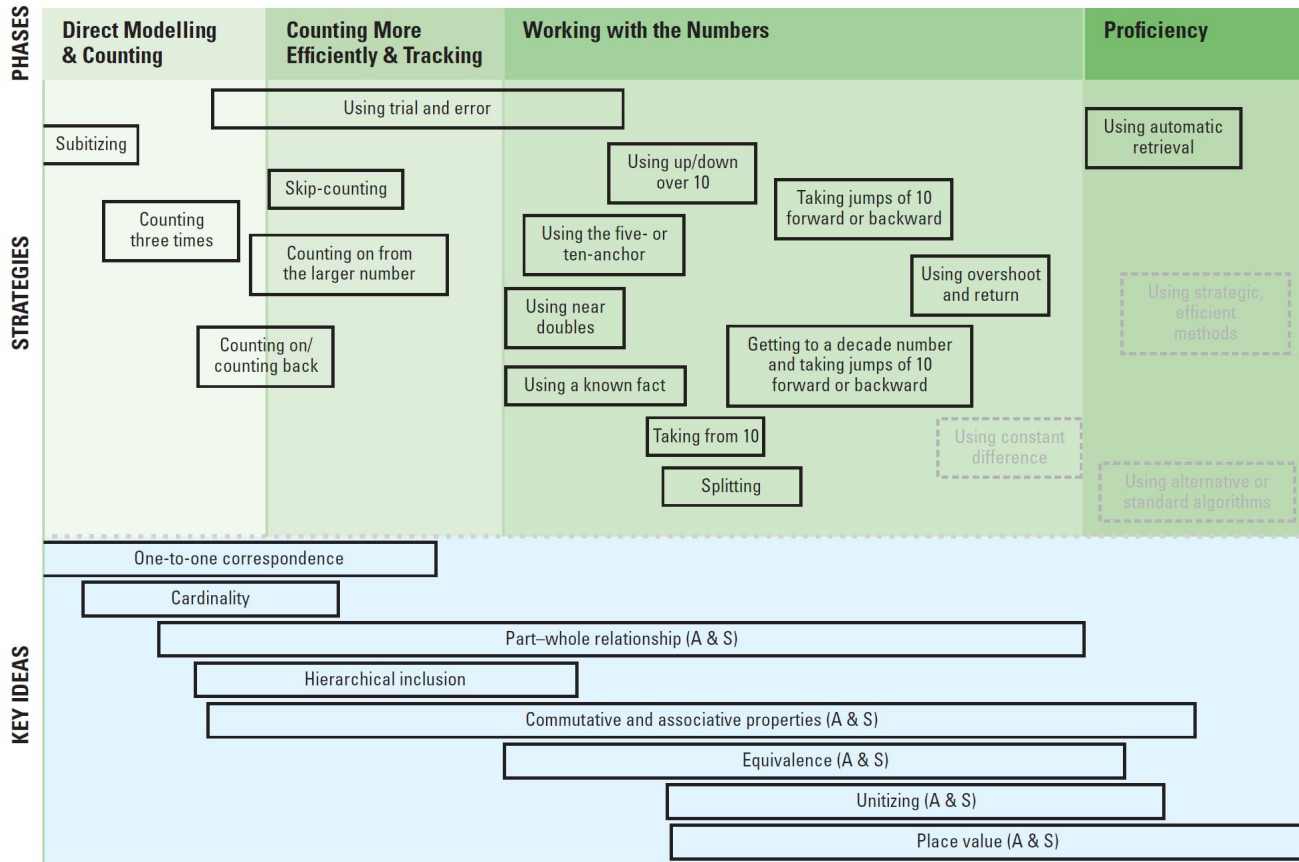 PHASES
Direct Modelling
& Counting
Counting More
Efficiently & Tracking
Working with the Numbers
Proficiency
STRATEGIES
Using trial and error
Subitizing
Using automatic
retrieval
Using up/down
over 10
Skip-counting
Taking jumps of 10
forward or backward
Counting
three times
Using the five- or
ten-anchor
Counting on from
the larger number
Using overshoot
and return
Using strategic,
efficient
methods
Using near
doubles
Counting on/
counting back
Getting to a decade number
and taking jumps of 10
forward or backward
Using a known fact
Taking from 10
Using constant
difference
Splitting
Using alternative or
standard algorithms
KEY IDEAS
One-to-one correspondence
Cardinality
Part–whole relationship (A & S)
Hierarchical inclusion
Commutative and associative properties (A & S)
Equivalence (A & S)
Unitizing (A & S)
Place value (A & S)